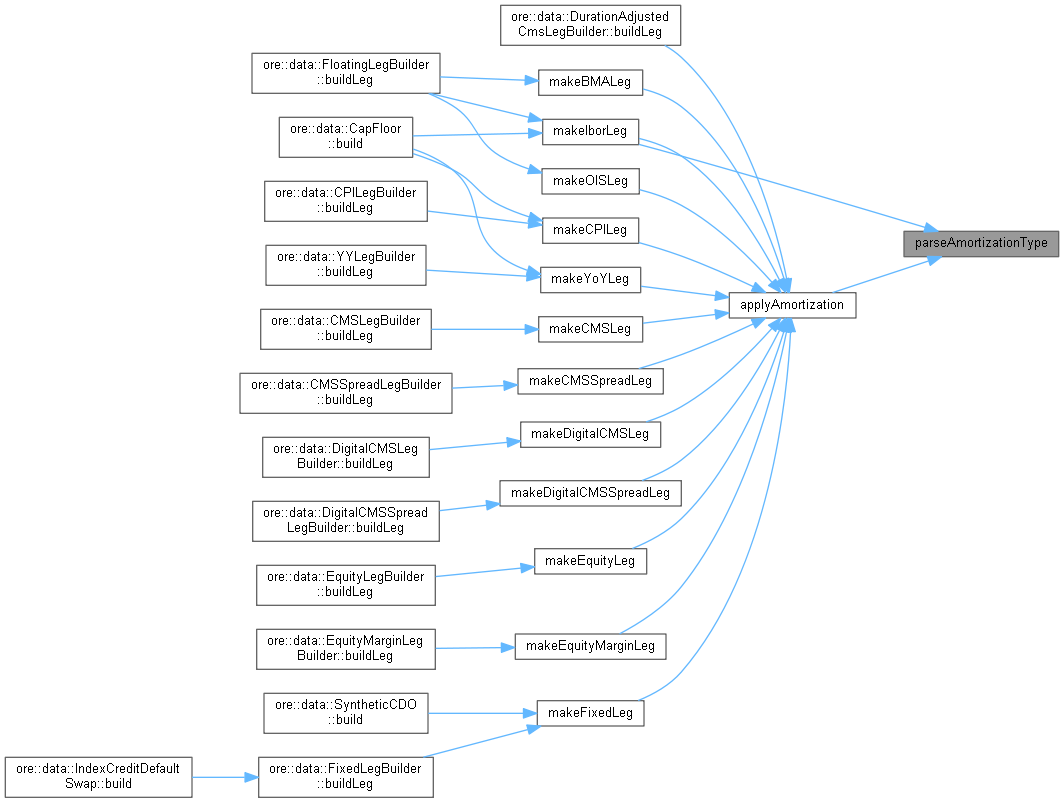 ore::data::DurationAdjusted
CmsLegBuilder::buildLeg
ore::data::FloatingLegBuilder
::buildLeg
makeBMALeg
ore::data::CapFloor
::build
makeIborLeg
ore::data::CPILegBuilder
::buildLeg
makeOISLeg
makeCPILeg
parseAmortizationType
ore::data::YYLegBuilder
::buildLeg
makeYoYLeg
applyAmortization
ore::data::CMSLegBuilder
::buildLeg
makeCMSLeg
ore::data::CMSSpreadLegBuilder
::buildLeg
makeCMSSpreadLeg
ore::data::DigitalCMSLeg
Builder::buildLeg
makeDigitalCMSLeg
ore::data::DigitalCMSSpread
LegBuilder::buildLeg
makeDigitalCMSSpreadLeg
ore::data::EquityLegBuilder
::buildLeg
makeEquityLeg
ore::data::EquityMarginLeg
Builder::buildLeg
makeEquityMarginLeg
ore::data::SyntheticCDO
::build
makeFixedLeg
ore::data::IndexCreditDefault
Swap::build
ore::data::FixedLegBuilder
::buildLeg